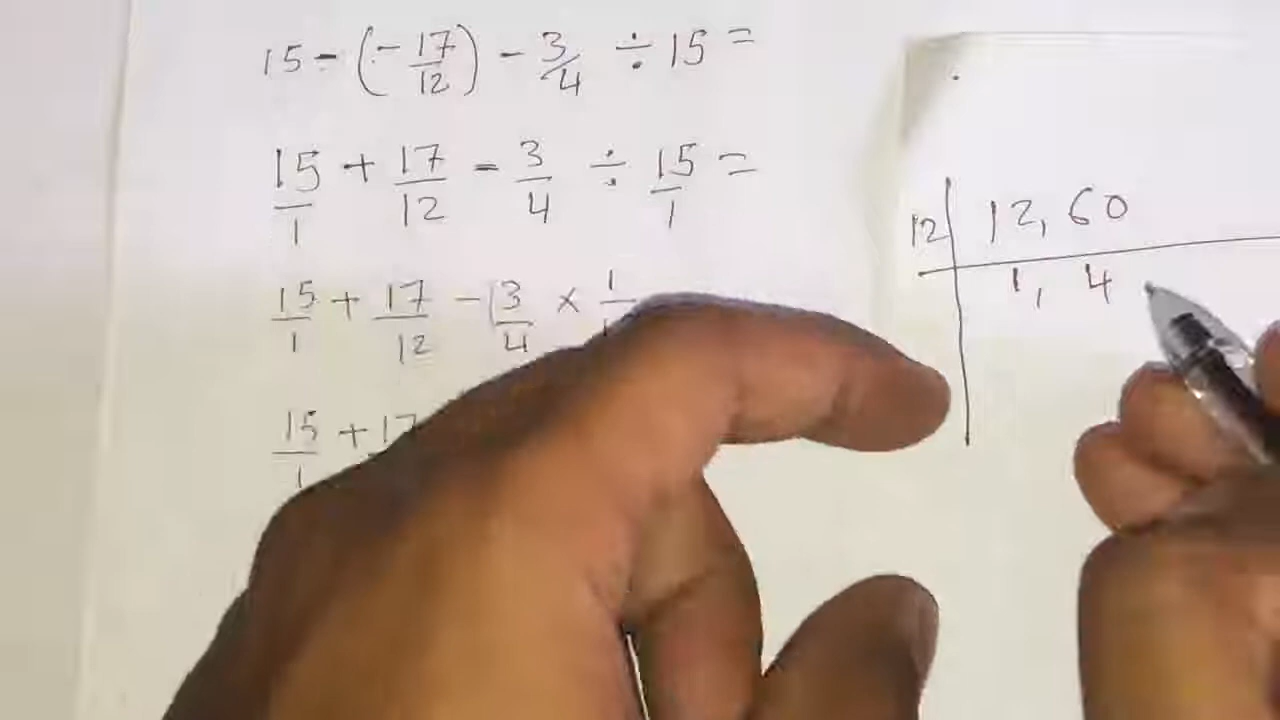 15 - (-17/12) - 3/4 ÷ 15 =
15/1 + 17/12 - 3/4 ÷ 15/1 =
15/1 + 17/12 - 3/4 × 1/
15/1 + 17
12 | 12, 60
1, 4